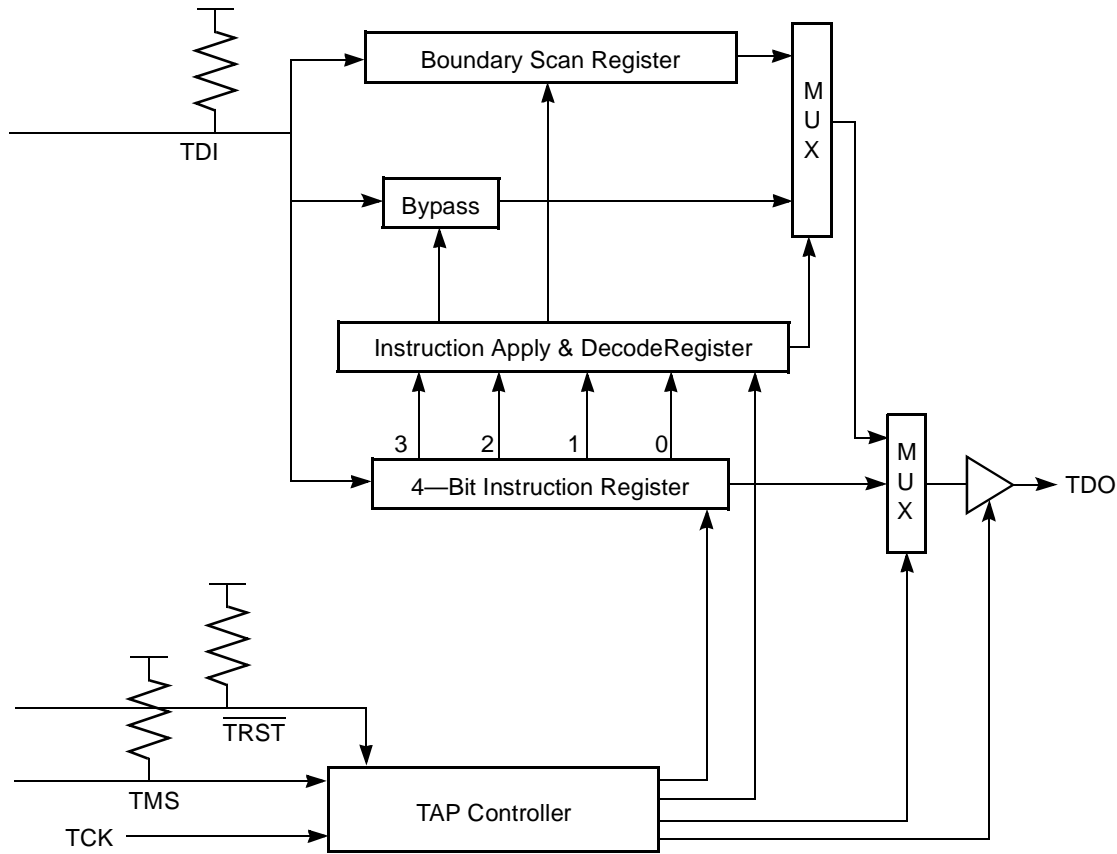 Boundary Scan Register
M
U
X
TDI
Bypass
Instruction Apply & DecodeRegister
3 2 1 0
4—Bit Instruction Register
M
U
X
TDO
TRST
TMS
TAP Controller
TCK